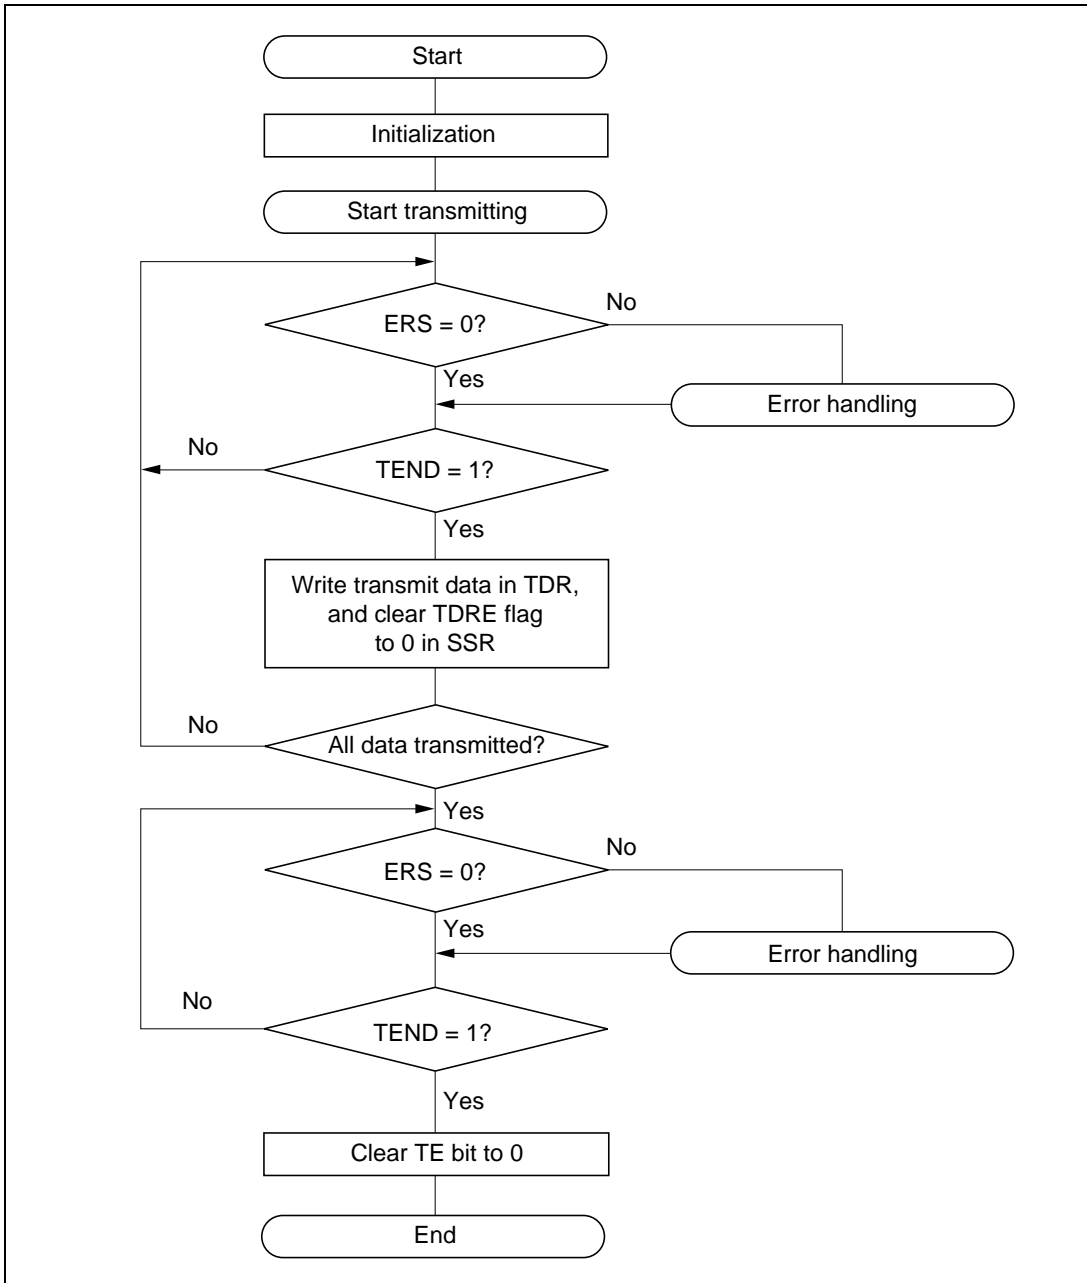 Start
Initialization
Start transmitting
No
ERS = 0?
Yes
Error handling
No
TEND = 1?
Yes
Write transmit data in TDR,
and clear TDRE flag
to 0 in SSR
No
All data transmitted?
Yes
No
ERS = 0?
Yes
Error handling
No
TEND = 1?
Yes
Clear TE bit to 0
End